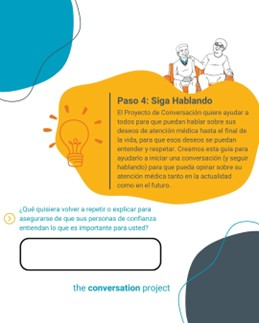 Paso 4: Siga Hablando
El Proyecto de Conversación quiere ayudar a
todos para que puedan hablar sobre sus
deseos de atención médica hasta el final de
la vida, para que esos deseos se puedan
entender y respetar. Creamos esta guía para
ayudarlo a iniciar una conversación (y seguir
hablando) para que pueda opinar sobre su
atención médica tanto en la actualidad
como en el futuro.
¿Qué quisiera volver a repetir o explicar para
asegurarse de que sus personas de confianza
entiendan lo que es importante para usted?
the conversation project